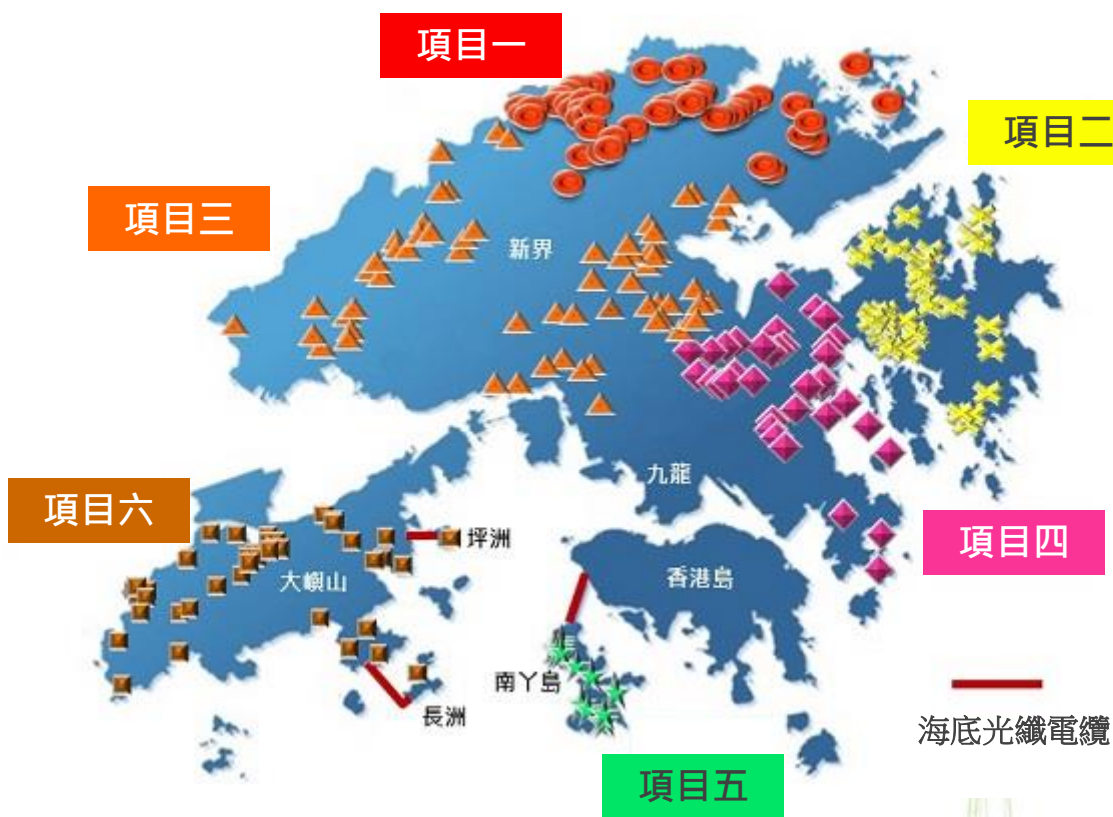 項目一
項目二
項目三
新界
九龍
項目六
坪洲
項目四
大嶼山
香港島
南丫島
長洲
海底光纖電纜
項目五